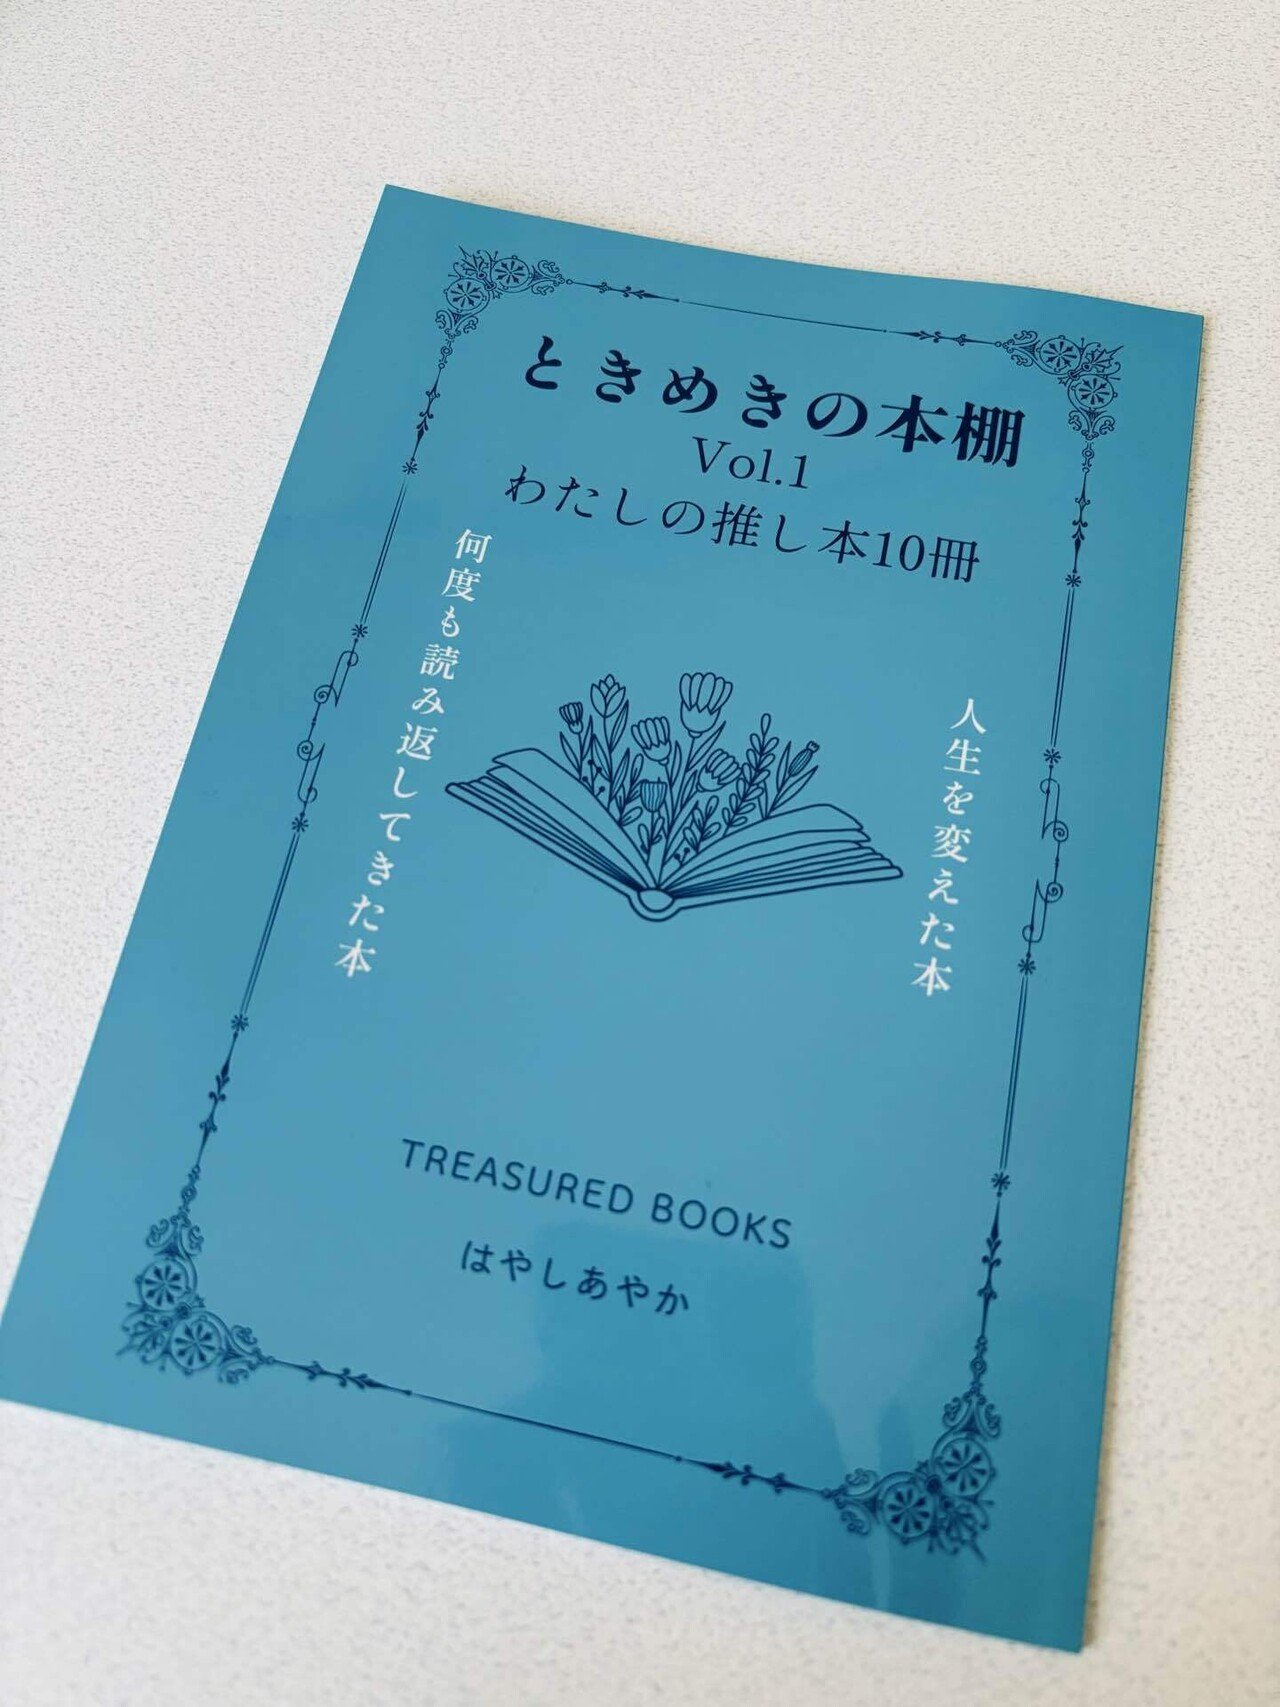 ときめきの本棚
Vol.1
わたしの推し本10冊
人生を変えた本
何度も読み返してきた本
TREASURED BOOKS
はやしあやか